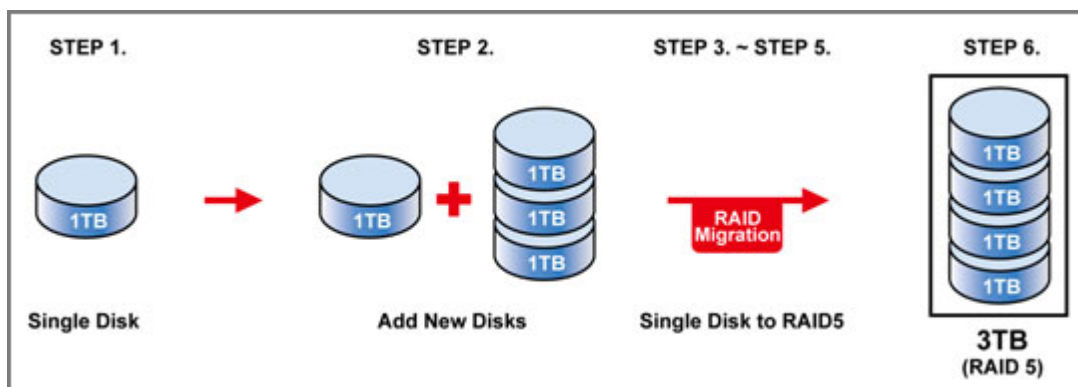 STEP 1.
STEP 2.
STEP 3. ~ STEP 5.
STEP 6.
1TB
1TB
1TB
1TB
1TB
RAID
Migration
1TB
1TB
1TB
1TB
Single Disk
Add New Disks
Single Disk to RAID5
3TB
(RAID 5)